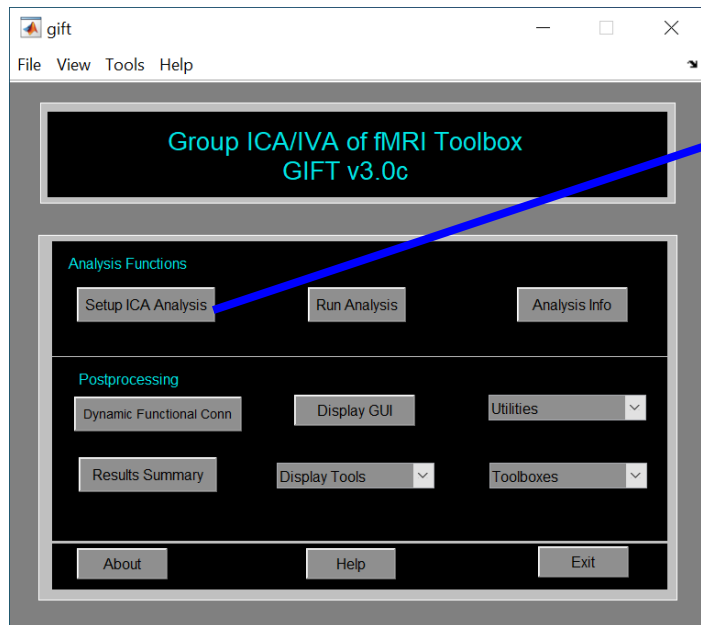 gift
File View Tools Help
Group ICA/IVA of fMRI Toolbox
GIFT v3.0c
Analysis Functions
Setup ICA Analysis Run Analysis Analysis Info
Postprocessing
Dynamic Functional Conn Display GUI Utilities
Results Summary Display Tools Toolboxes
About Help Exit